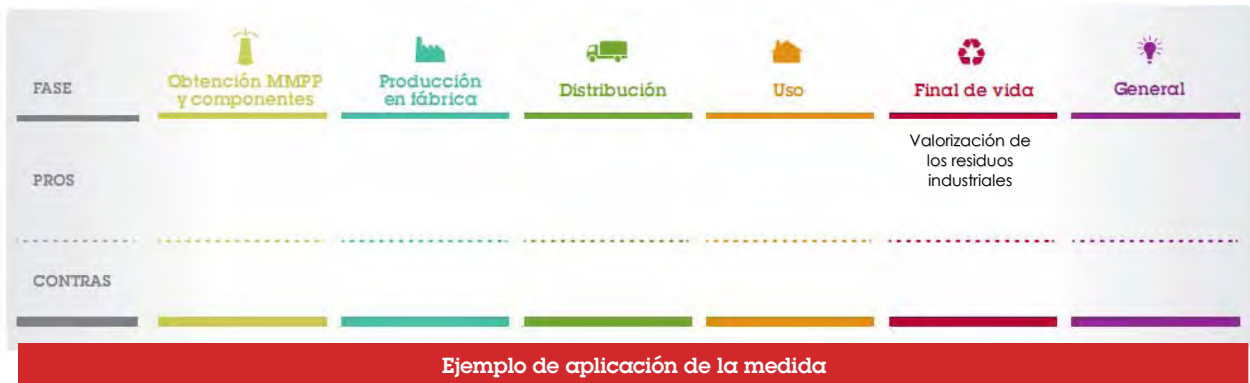 FASE
Obtención MMPP
y componentes
Producción
en fábrica
Distribución
Uso
Final de vida
General
PROS
Valorización de
los residuos
industriales
CONTRAS
Ejemplo de aplicación de la medida